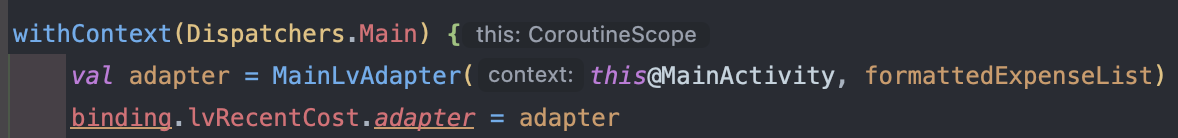 withContext(Dispatchers.Main) { this: CoroutineScope
val adapter = MainLvAdapter( context: this@MainActivity, formattedExpenseList)
binding.lvRecentCost.adapter = adapter